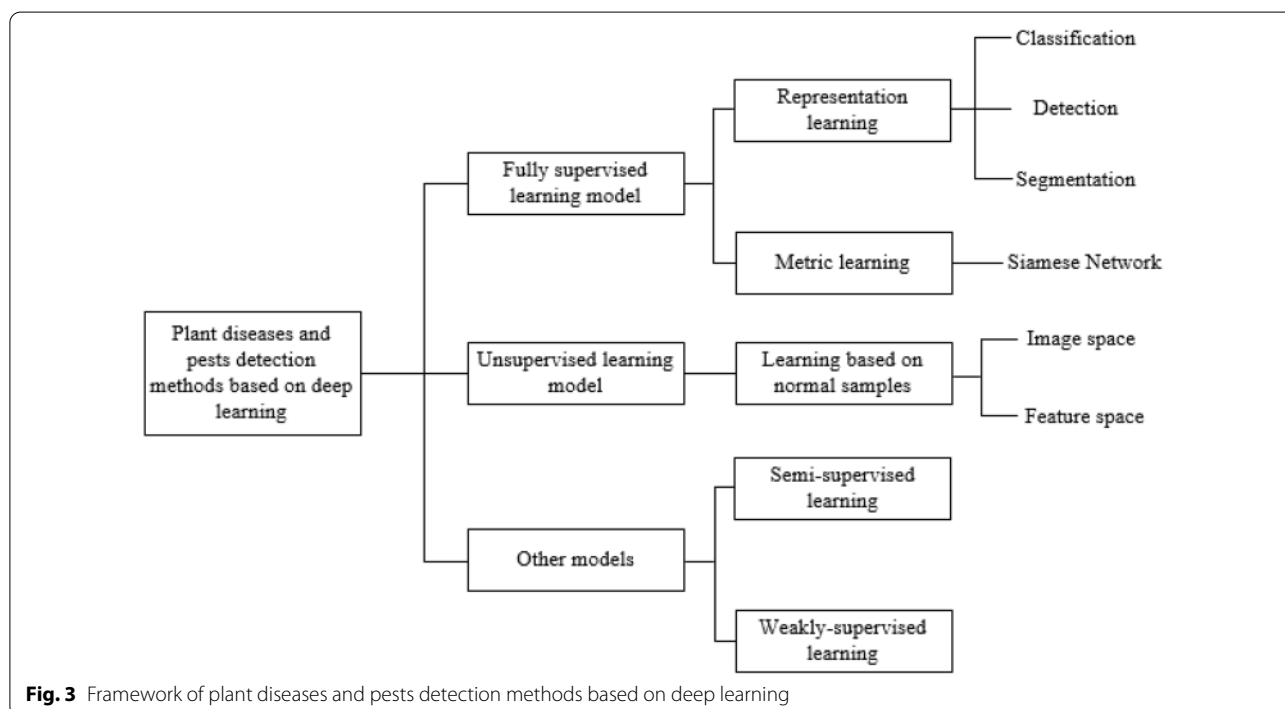 Classification
Representation
learning
Detection
Fully supervised
learning model
Segmentation
Metric learning
Siamese Network
Plant diseases and
pests detection
methods based on deep
learning
Unsupervised learning
model
Learning based on
normal samples
Image space
Feature space
Semi-supervised
learning
Other models
Weakly-supervised
learning
Fig. 3 Framework of plant diseases and pests detection methods based on deep learning